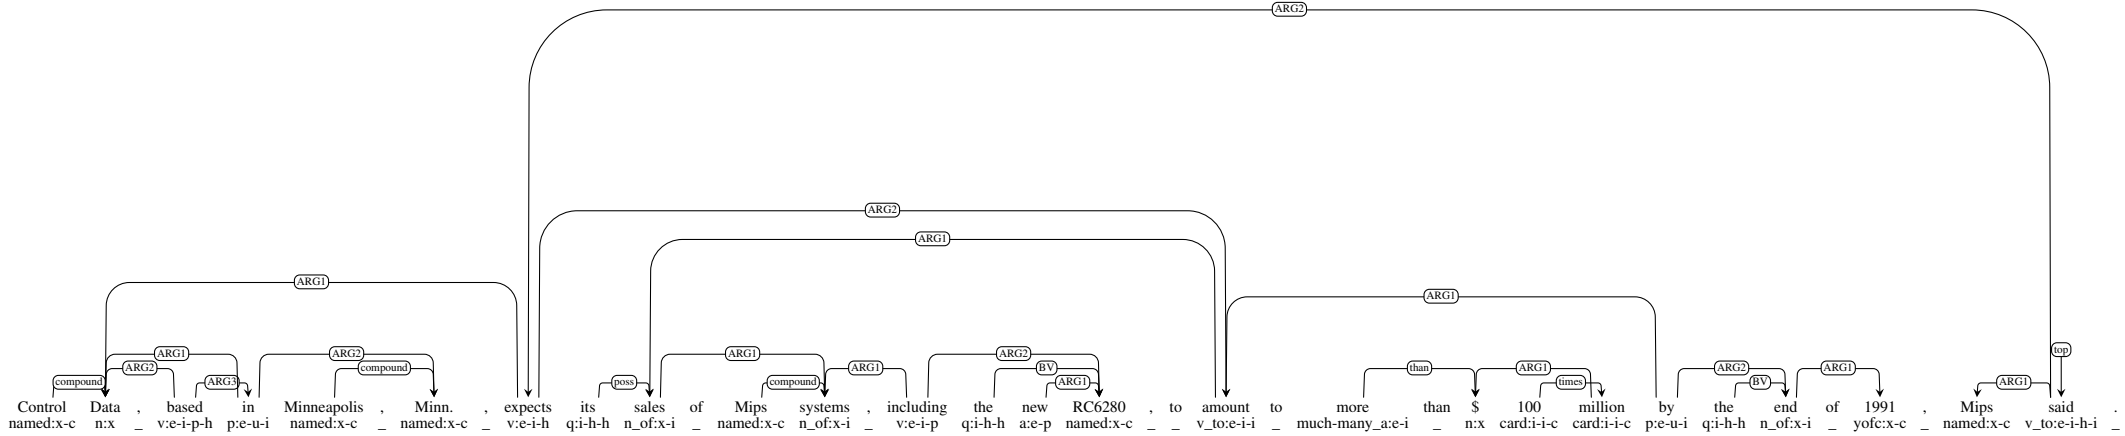 ARG2
ARG2
ARG1
ARG1
ARG1
top
ARG1 ARG2 ARG1 ARG2
ARG2 compound ARG1 BV than ARG1 ARG2 ARG1
compound ARG3 poss compound ARG1 times BV ARG1
Control Data , based in Minneapolis , Minn. , expects its sales of Mips systems , including the new RC6280 , to amount to more than $ 100 million by the end of 1991 , Mips said .
named:x-c n:x _ v:e-i-p-h p:e-u-i named:x-c _ named:x-c _ v:e-i-h q:i-h-h n_of:x-i _ named:x-c n_of:x-i _ v:e-i-p q:i-h-h a:e-p named:x-c _ _ v_to:e-i-i _ much-many_a:e-i _ n:x card:i-i-c card:i-i-c p:e-u-i q:i-h-h n_of:x-i _ yofc:x-c _ named:x-c v_to:e-i-h-i _